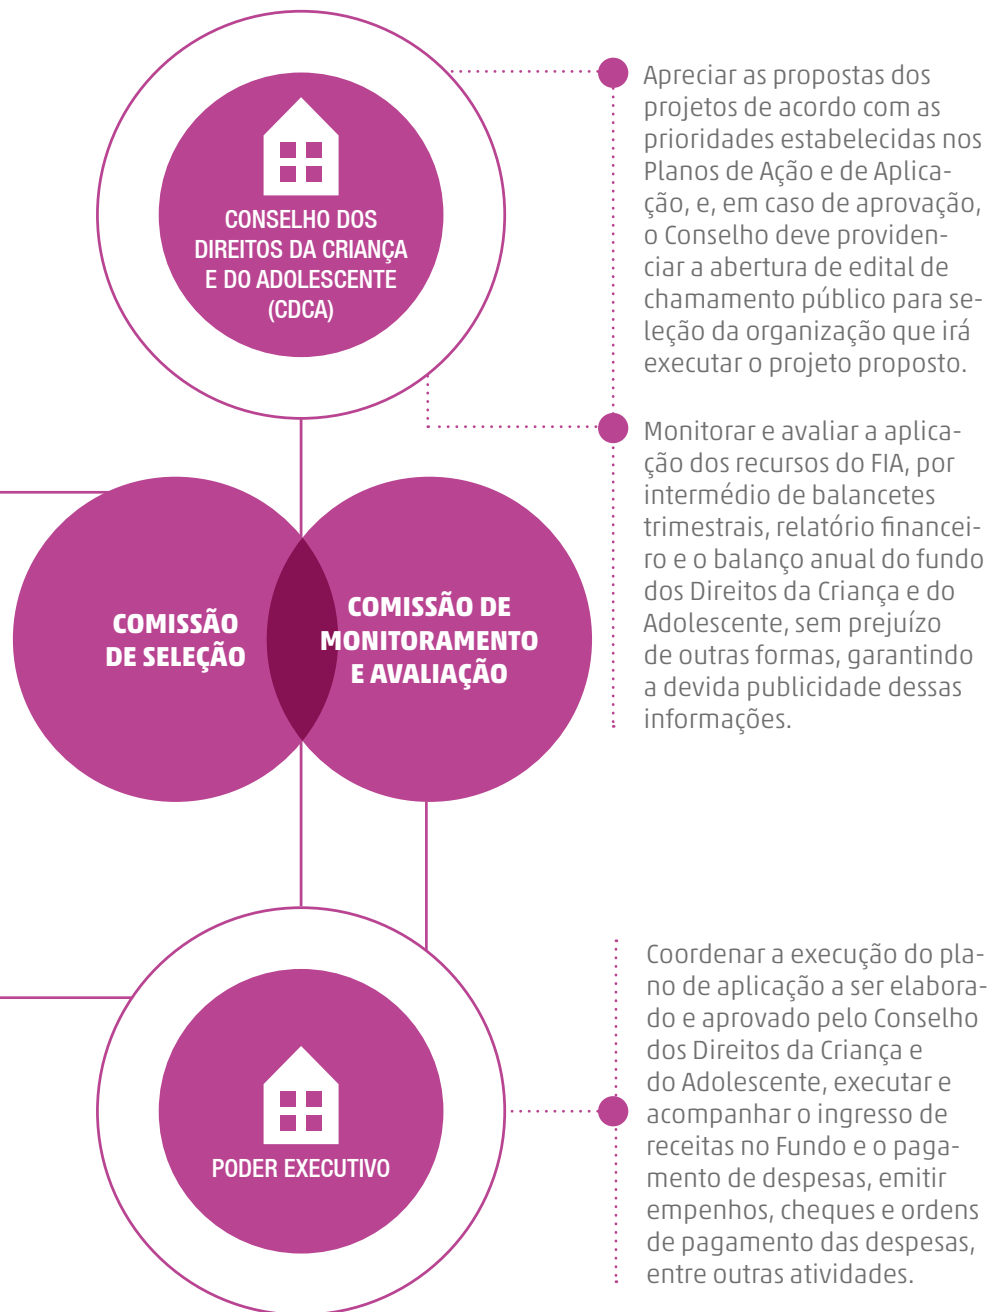 CONSELHO DOS
DIREITOS DA CRIANÇA
E DO ADOLESCENTE
(CDCA)
Apreciar as propostas dos
projetos de acordo com as
prioridades estabelecidas nos
Planos de Ação e de Aplica-
ção, e, em caso de aprovação,
o Conselho deve providen-
ciar a abertura de edital de
chamamento público para se-
leção da organização que irá
executar o projeto proposto.
Monitorar e avaliar a aplica-
ção dos recursos do FIA, por
intermédio de balancetes
trimestrais, relatório financei-
ro e o balanço anual do fundo
dos Direitos da Criança e do
Adolescente, sem prejuízo
de outras formas, garantindo
a devida publicidade dessas
informações.
COMISSÃO
DE SELEÇÃO
COMISSÃO DE
MONITORAMENTO
E AVALIAÇÃO
PODER EXECUTIVO
Coordenar a execução do pla-
no de aplicação a ser elabora-
do e aprovado pelo Conselho
dos Direitos da Criança e
do Adolescente, executar e
acompanhar o ingresso de
receitas no Fundo e o paga-
mento de despesas, emitir
empenhos, cheques e ordens
de pagamento das despesas,
entre outras atividades.